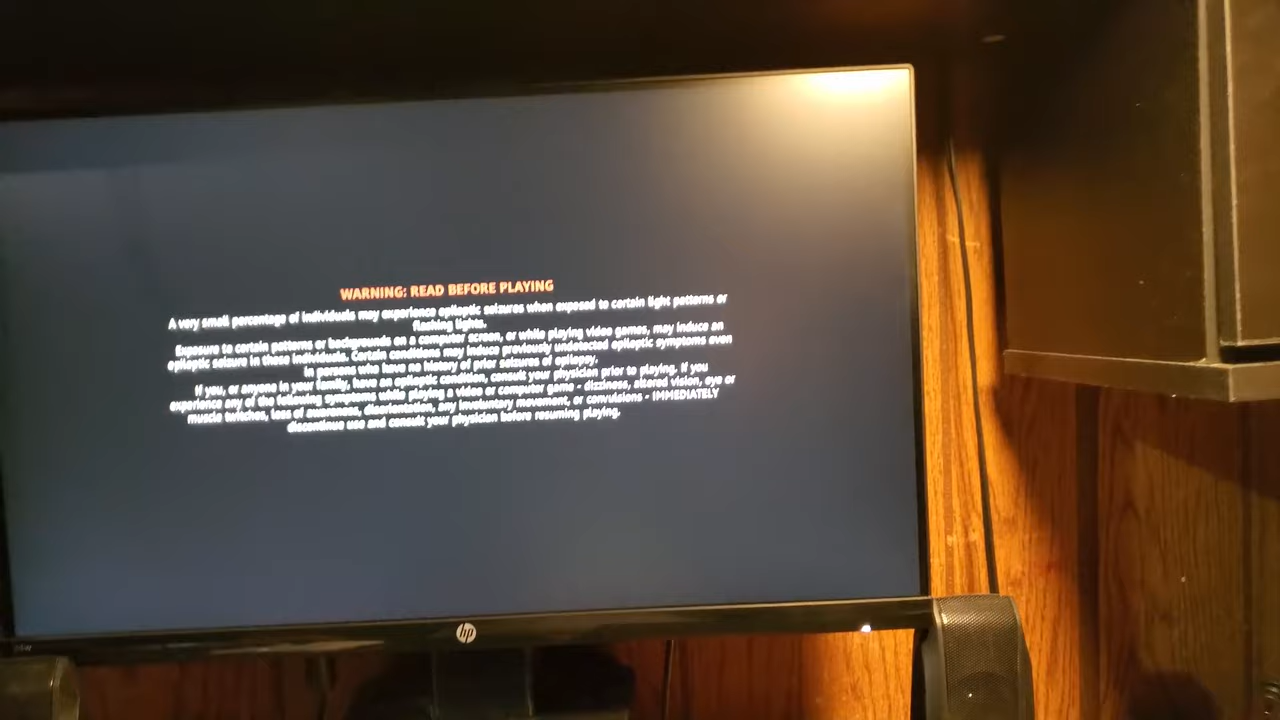 WARNING: READ BEFORE PLAYING
A very small percentage of individuals may experience epileptic seizures when exposed to certain light patterns or
flashing lights.
Exposure to certain patterns or backgrounds on a computer screen, or while playing video games, may induce an
epileptic seizure in these individuals. Certain conditions may induce previously undetected epileptic symptoms even
in persons who have no history of prior seizures or epilepsy.
If you, or anyone in your family, have an epileptic condition, consult your physician prior to playing. If you
experience any of the following symptoms while playing a video or computer game - dizziness, altered vision, eye or
muscle twitches, loss of awareness, disorientation, any involuntary movement, or convulsions - IMMEDIATELY
discontinue use and consult your physician before resuming playing.
hp